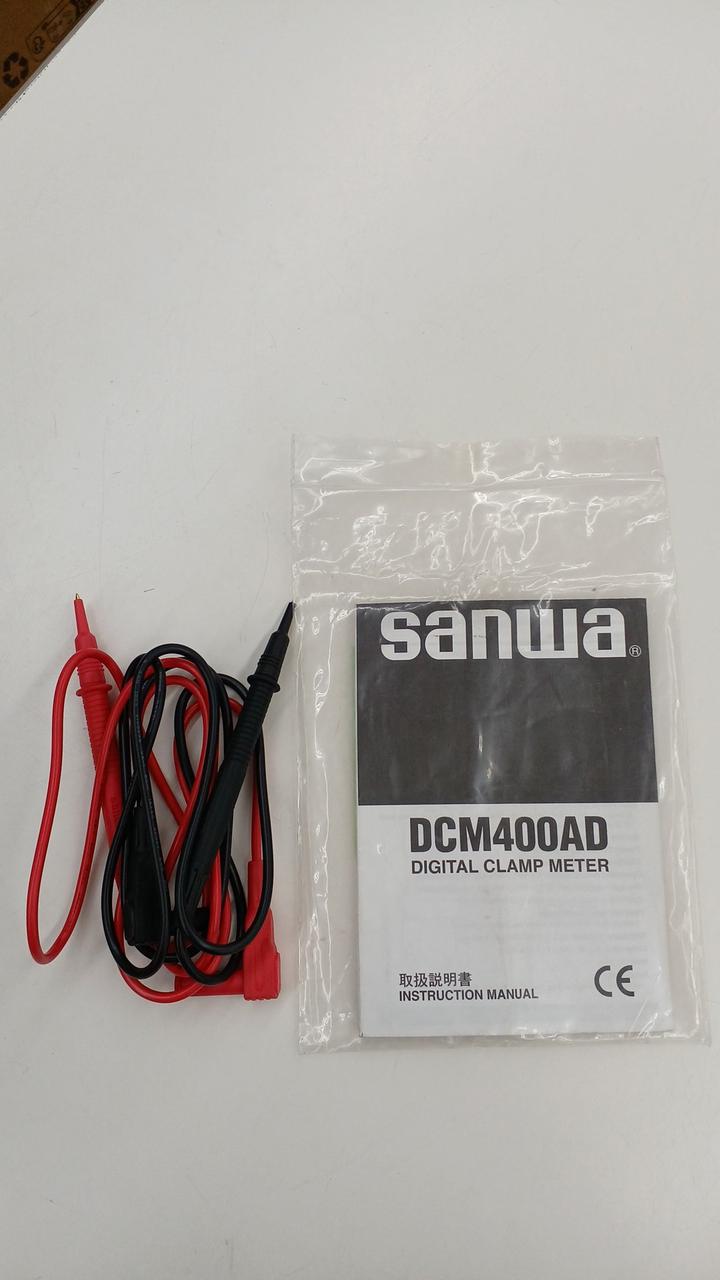 sanwa®
DCM400AD
DIGITAL CLAMP METER
取扱説明書
INSTRUCTION MANUAL
CE